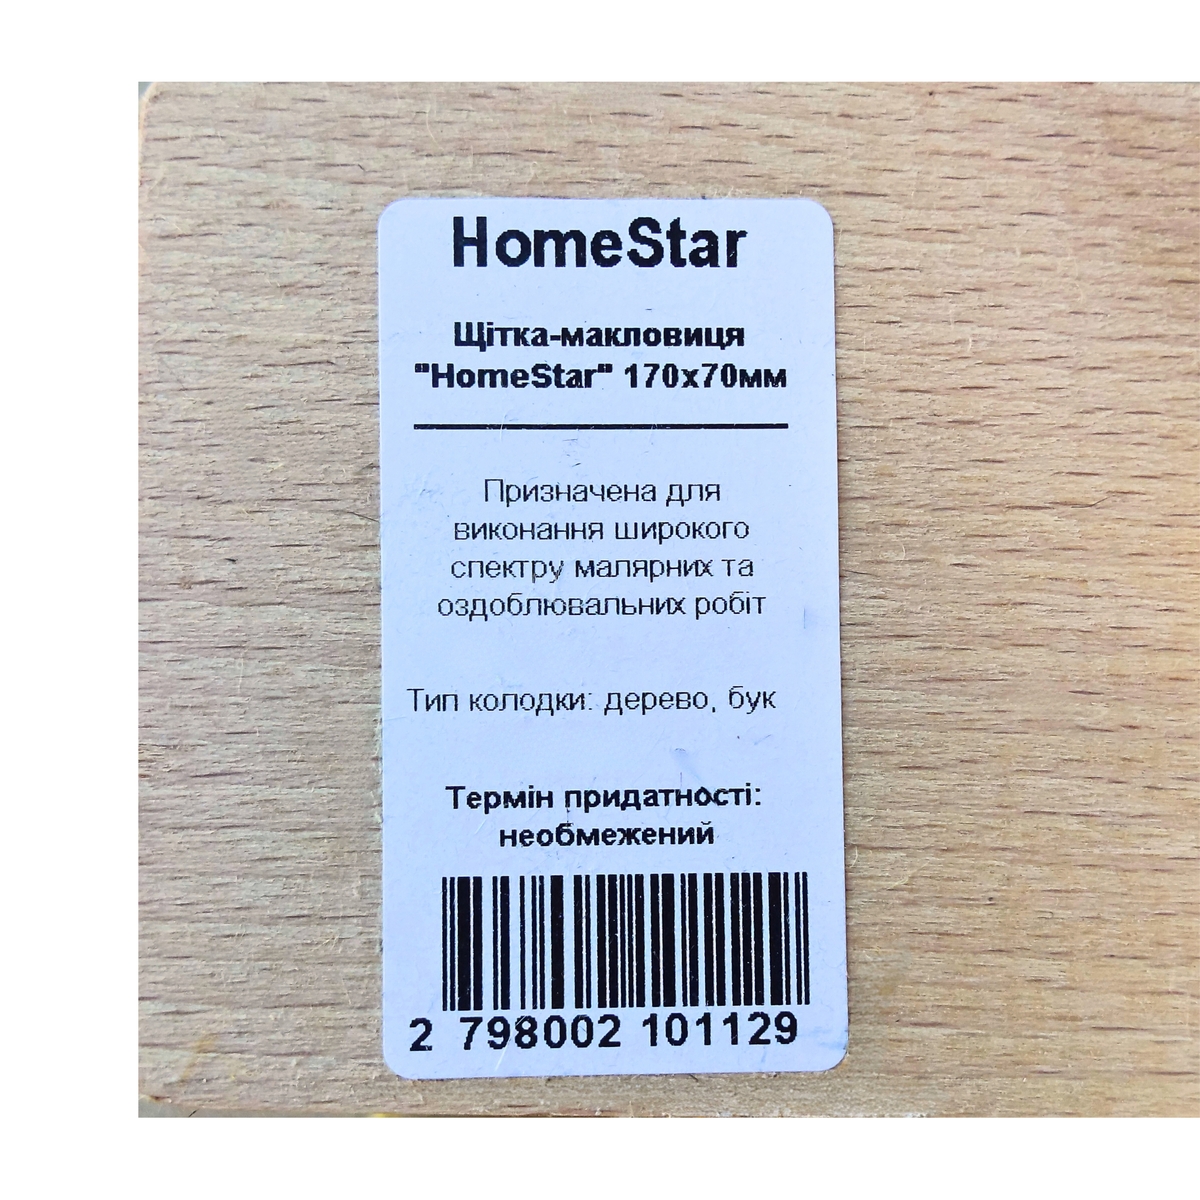 HomeStar
Щітка-макловиця
"HomeStar" 170x70мм
Призначена для
виконання широкого
спектру малярних та
оздоблювальних робіт
Тип колодки: дерево, бук
Термін придатності:
необмежений
2 798002 101129